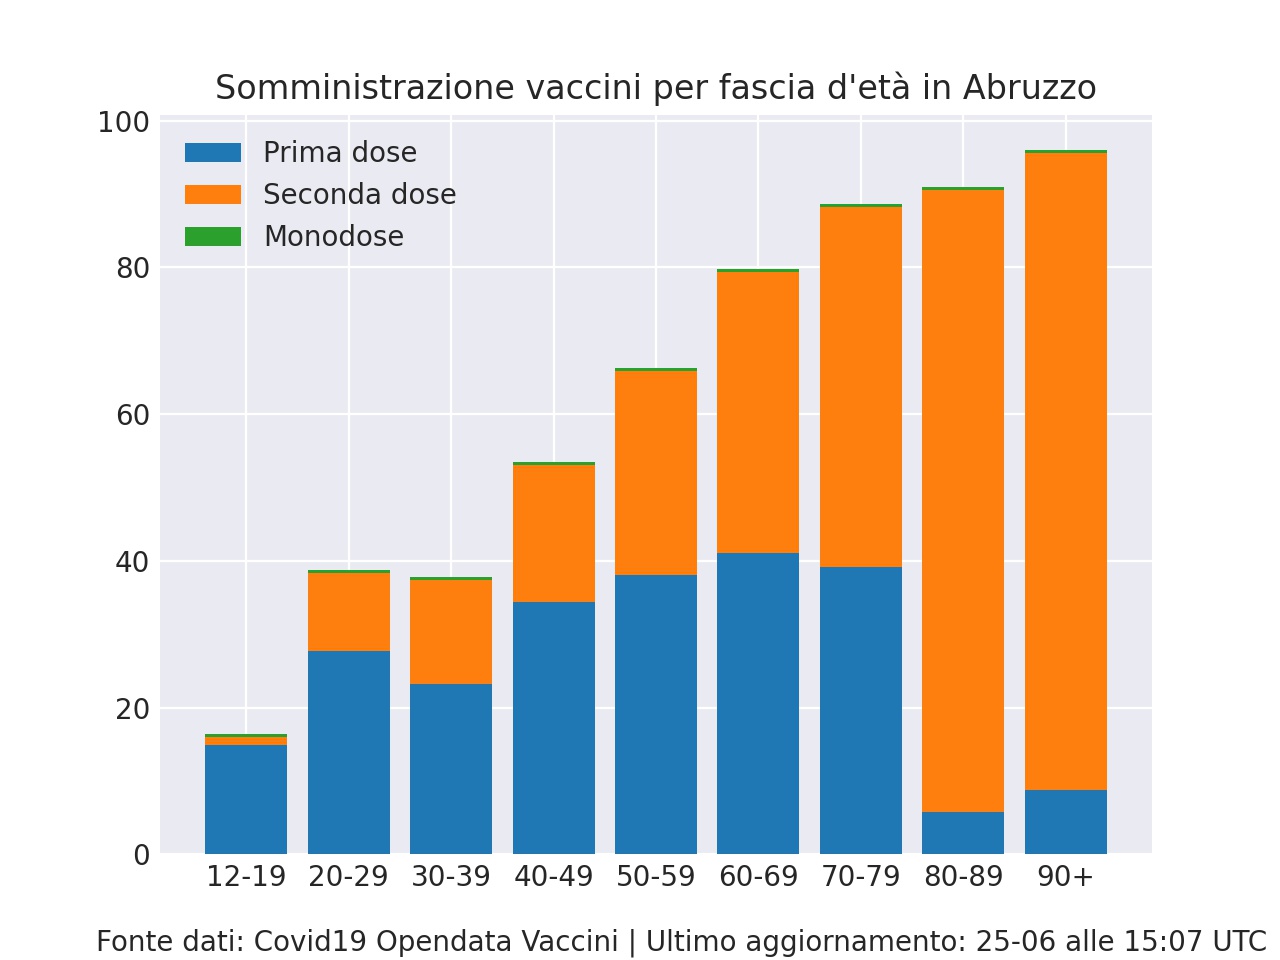 Somministrazione vaccini per fascia d'età in Abruzzo
100
80
60
40
20
0
Prima dose
Seconda dose
Monodose
12-19 20-29 30-39 40-49 50-59 60-69 70-79 80-89 90+
Fonte dati: Covid19 Opendata Vaccini | Ultimo aggiornamento: 25-06 alle 15:07 UTC